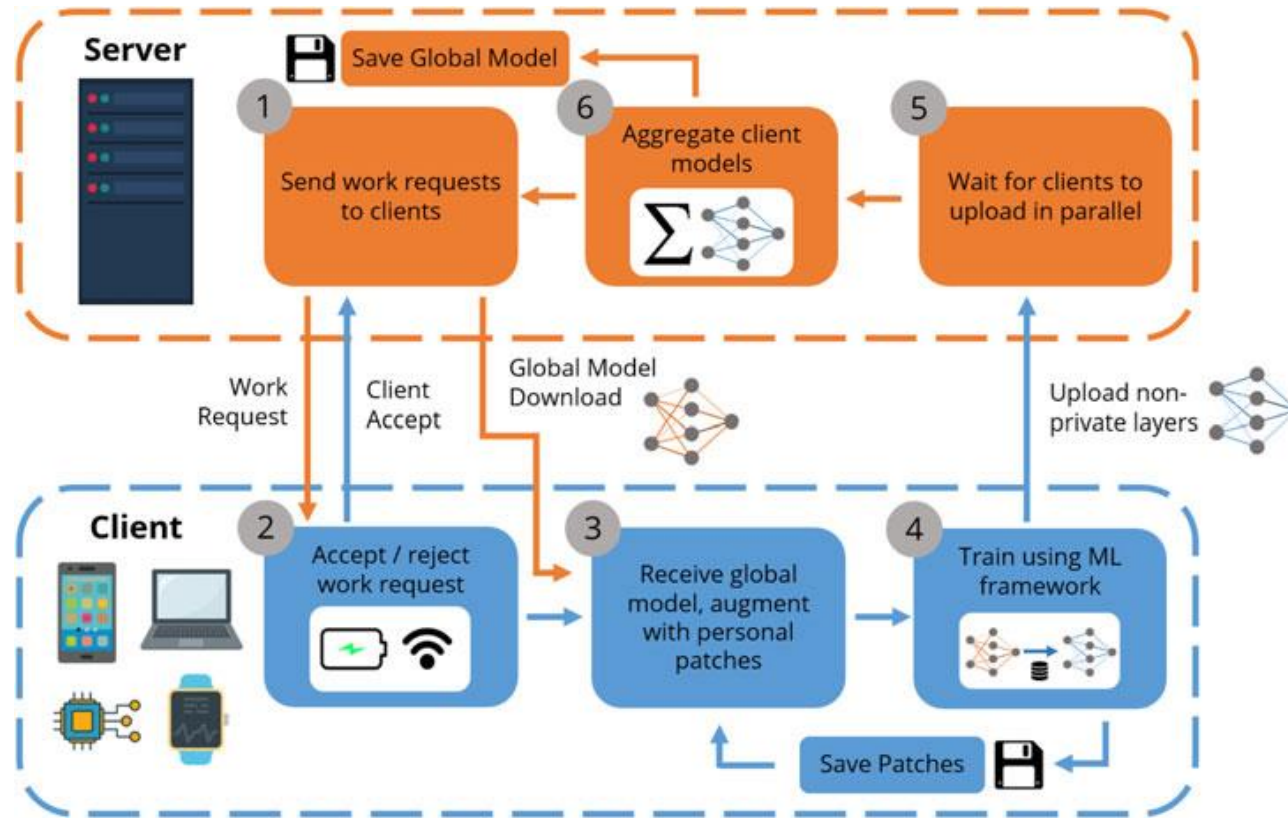 Server
Save Global Model
1
Send work requests
to clients
6
Aggregate client
models
Σ
5
Wait for clients to
upload in parallel
Work
Request
Client
Accept
Global Model
Download
Upload non-
private layers
Client
2
Accept / reject
work request
3
Receive global
model, augment
with personal
patches
4
Train using ML
framework
Save Patches